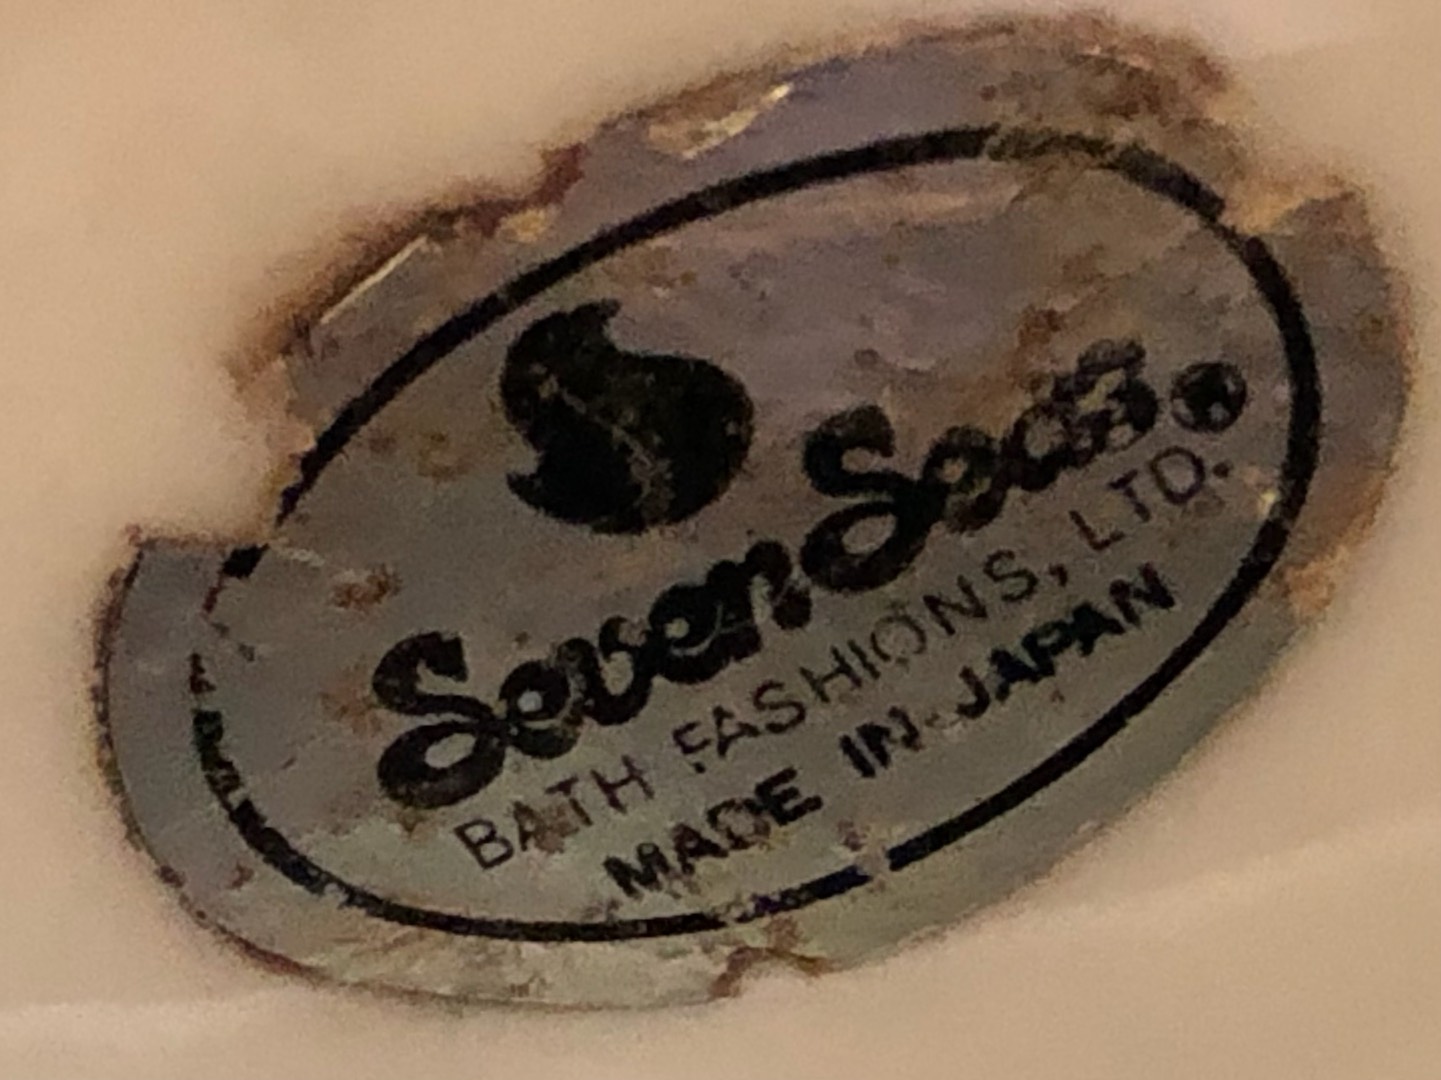 Seven Seas®
BATH FASHIONS, LTD.
MADE IN JAPAN